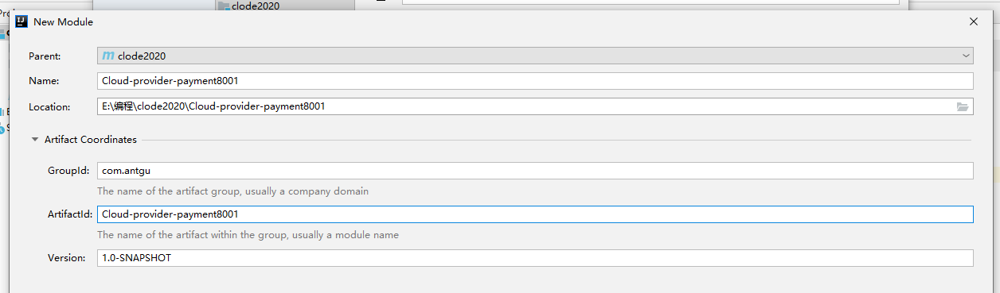 clode2020
New Module
Parent: m clode2020
Name: Cloud-provider-payment8001
Location: E:\编程\clode2020\Cloud-provider-payment8001
Artifact Coordinates
GroupId: com.antgu
The name of the artifact group, usually a company domain
ArtifactId: Cloud-provider-payment8001
The name of the artifact within the group, usually a module name
Version: 1.0-SNAPSHOT